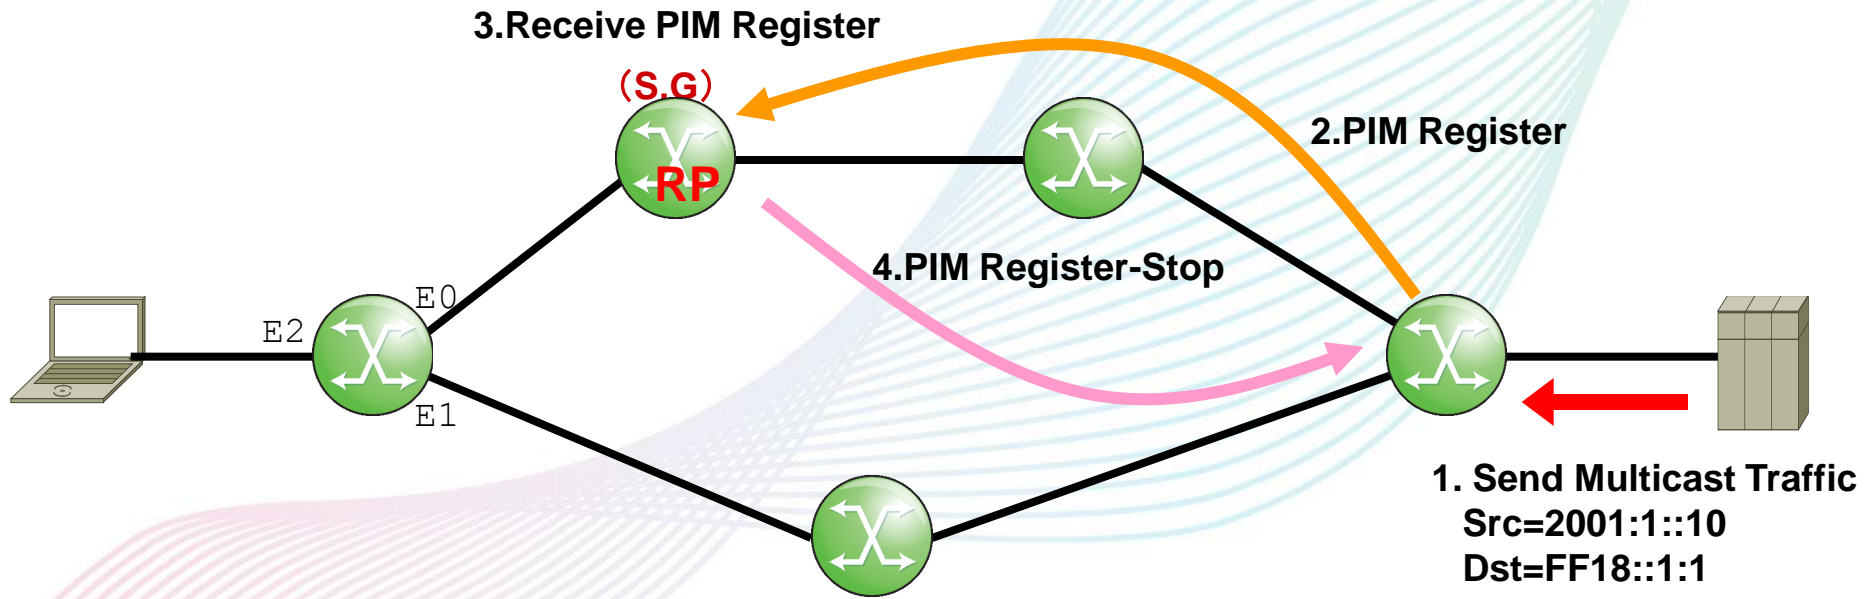 3.Receive PIM Register
（S.G）
RP
2.PIM Register
4.PIM Register-Stop
E0
E2
E1
1. Send Multicast Traffic
Src=2001:1::10
Dst=FF18::1:1